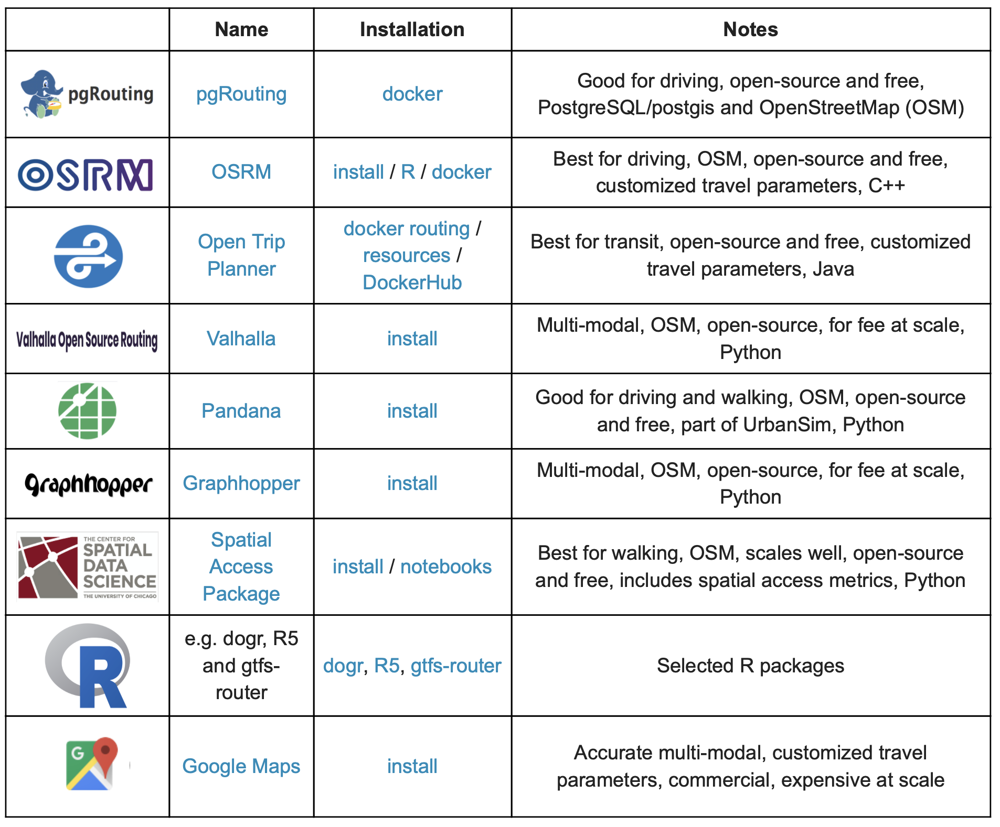 Name
Installation
Notes
pgRouting
pgRouting
docker
Good for driving, open-source and free,
PostgreSQL/postgis and OpenStreetMap (OSM)
OSRM
OSRM
install / R / docker
Best for driving, OSM, open-source and free,
customized travel parameters, C++
Open Trip
Planner
docker routing /
resources /
DockerHub
Best for transit, open-source and free, customized
travel parameters, Java
Valhalla Open Source Routing
Valhalla
install
Multi-modal, OSM, open-source, for fee at scale,
Python
Pandana
install
Good for driving and walking, OSM, open-source
and free, part of UrbanSim, Python
graphhopper
Graphhopper
install
Multi-modal, OSM, open-source, for fee at scale,
Python
THE CENTER FOR
SPATIAL
DATA
SCIENCE
THE UNIVERSITY OF CHICAGO
Spatial
Access
Package
install / notebooks
Best for walking, OSM, scales well, open-source
and free, includes spatial access metrics, Python
R
e.g. dogr, R5
and gtfs-
router
dogr, R5, gtfs-router
Selected R packages
G
Google Maps
install
Accurate multi-modal, customized travel
parameters, commercial, expensive at scale